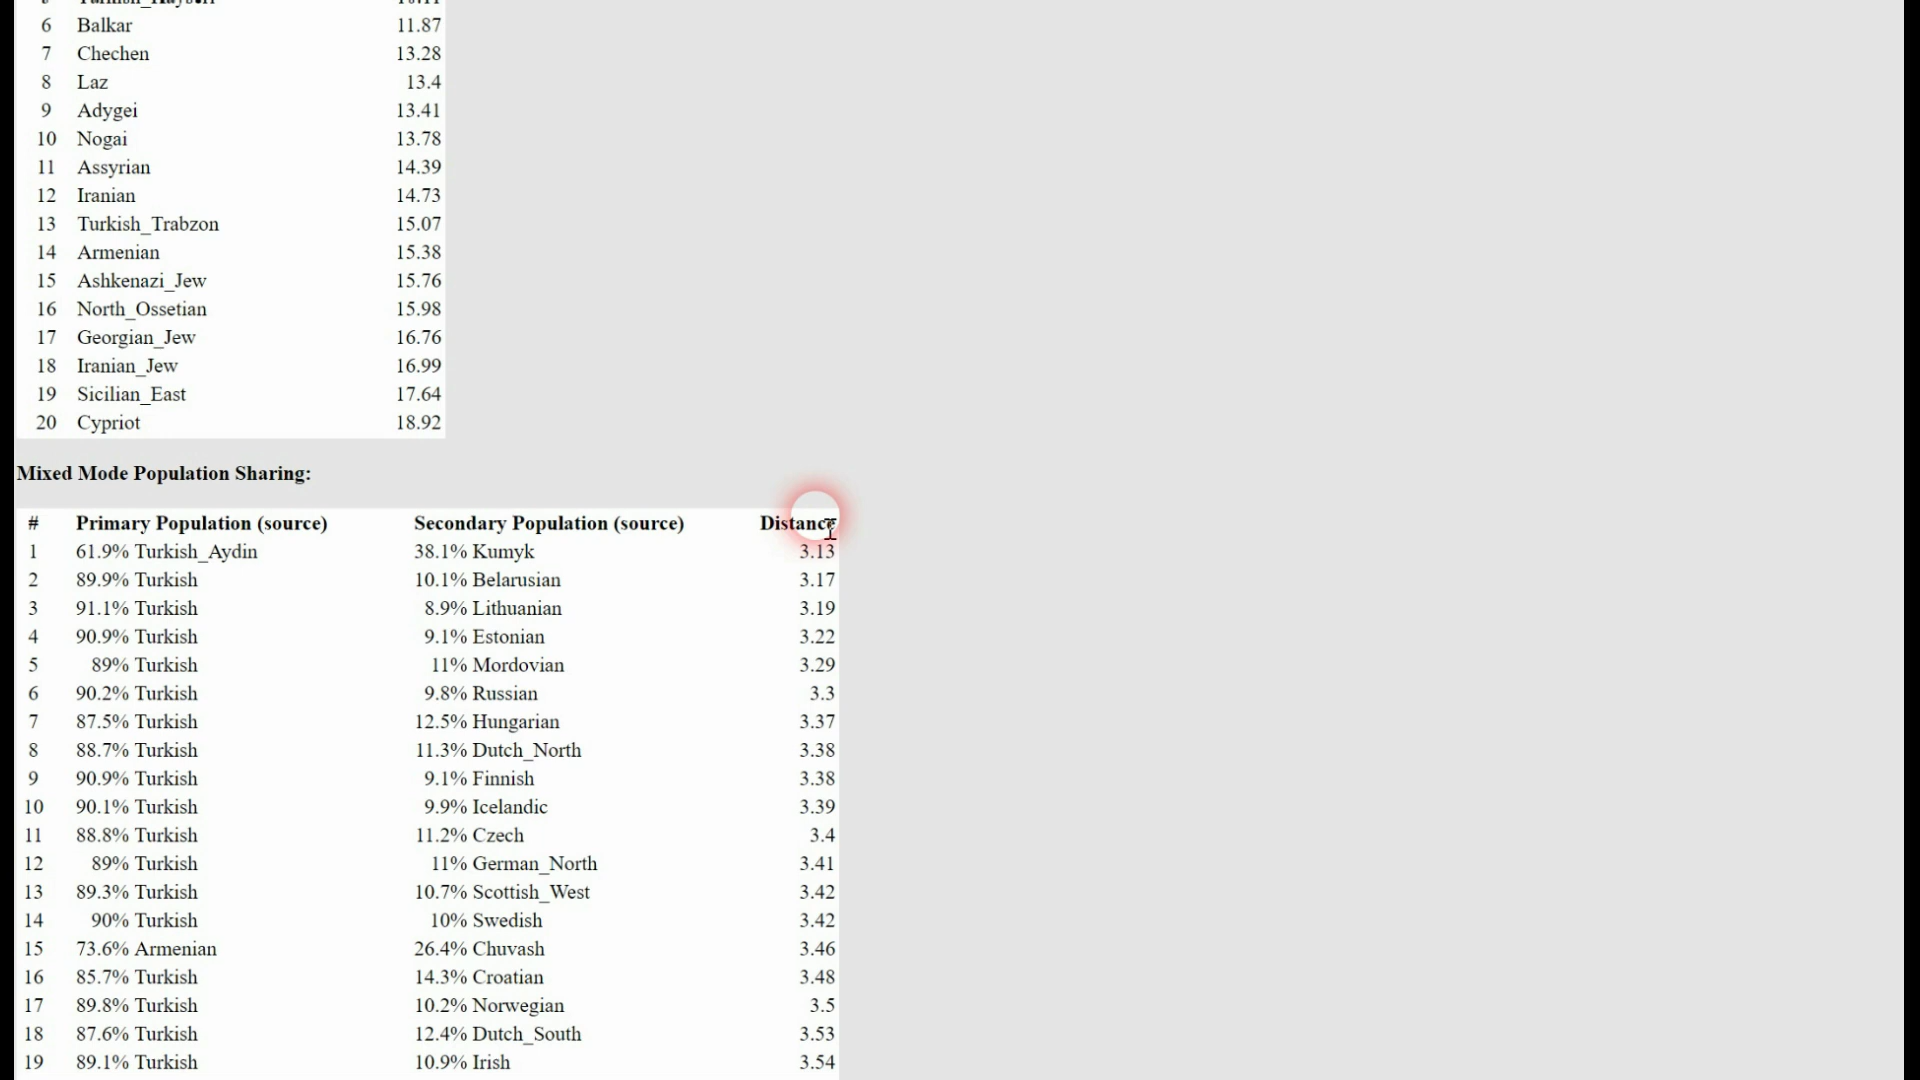 6 Balkar 11.87
7 Chechen 13.28
8 Laz 13.4
9 Adygei 13.41
10 Nogai 13.78
11 Assyrian 14.39
12 Iranian 14.73
13 Turkish_Trabzon 15.07
14 Armenian 15.38
15 Ashkenazi_Jew 15.76
16 North_Ossetian 15.98
17 Georgian_Jew 16.76
18 Iranian_Jew 16.99
19 Sicilian_East 17.64
20 Cypriot 18.92
Mixed Mode Population Sharing:
# Primary Population (source) Secondary Population (source) Distance
1 61.9% Turkish_Aydin 38.1% Kumyk 3.13
2 89.9% Turkish 10.1% Belarusian 3.17
3 91.1% Turkish 8.9% Lithuanian 3.19
4 90.9% Turkish 9.1% Estonian 3.22
5 89% Turkish 11% Mordovian 3.29
6 90.2% Turkish 9.8% Russian 3.3
7 87.5% Turkish 12.5% Hungarian 3.37
8 88.7% Turkish 11.3% Dutch_North 3.38
9 90.9% Turkish 9.1% Finnish 3.38
10 90.1% Turkish 9.9% Icelandic 3.39
11 88.8% Turkish 11.2% Czech 3.4
12 89% Turkish 11% German_North 3.41
13 89.3% Turkish 10.7% Scottish_West 3.42
14 90% Turkish 10% Swedish 3.42
15 73.6% Armenian 26.4% Chuvash 3.46
16 85.7% Turkish 14.3% Croatian 3.48
17 89.8% Turkish 10.2% Norwegian 3.5
18 87.6% Turkish 12.4% Dutch_South 3.53
19 89.1% Turkish 10.9% Irish 3.54